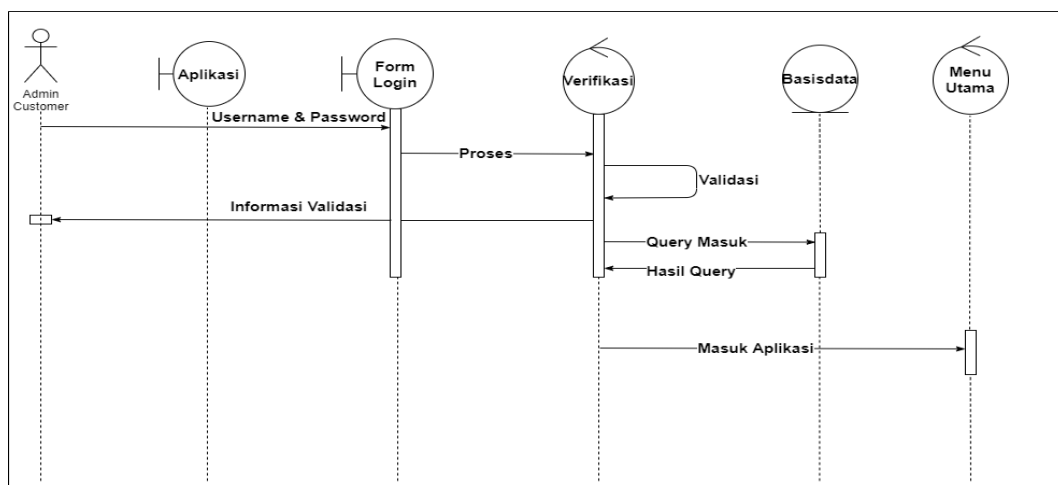 Admin
Customer
Aplikasi
Form
Login
Verifikasi
Basisdata
Menu
Utama
Username & Password
Proses
Validasi
Informasi Validasi
Query Masuk
Hasil Query
Masuk Aplikasi